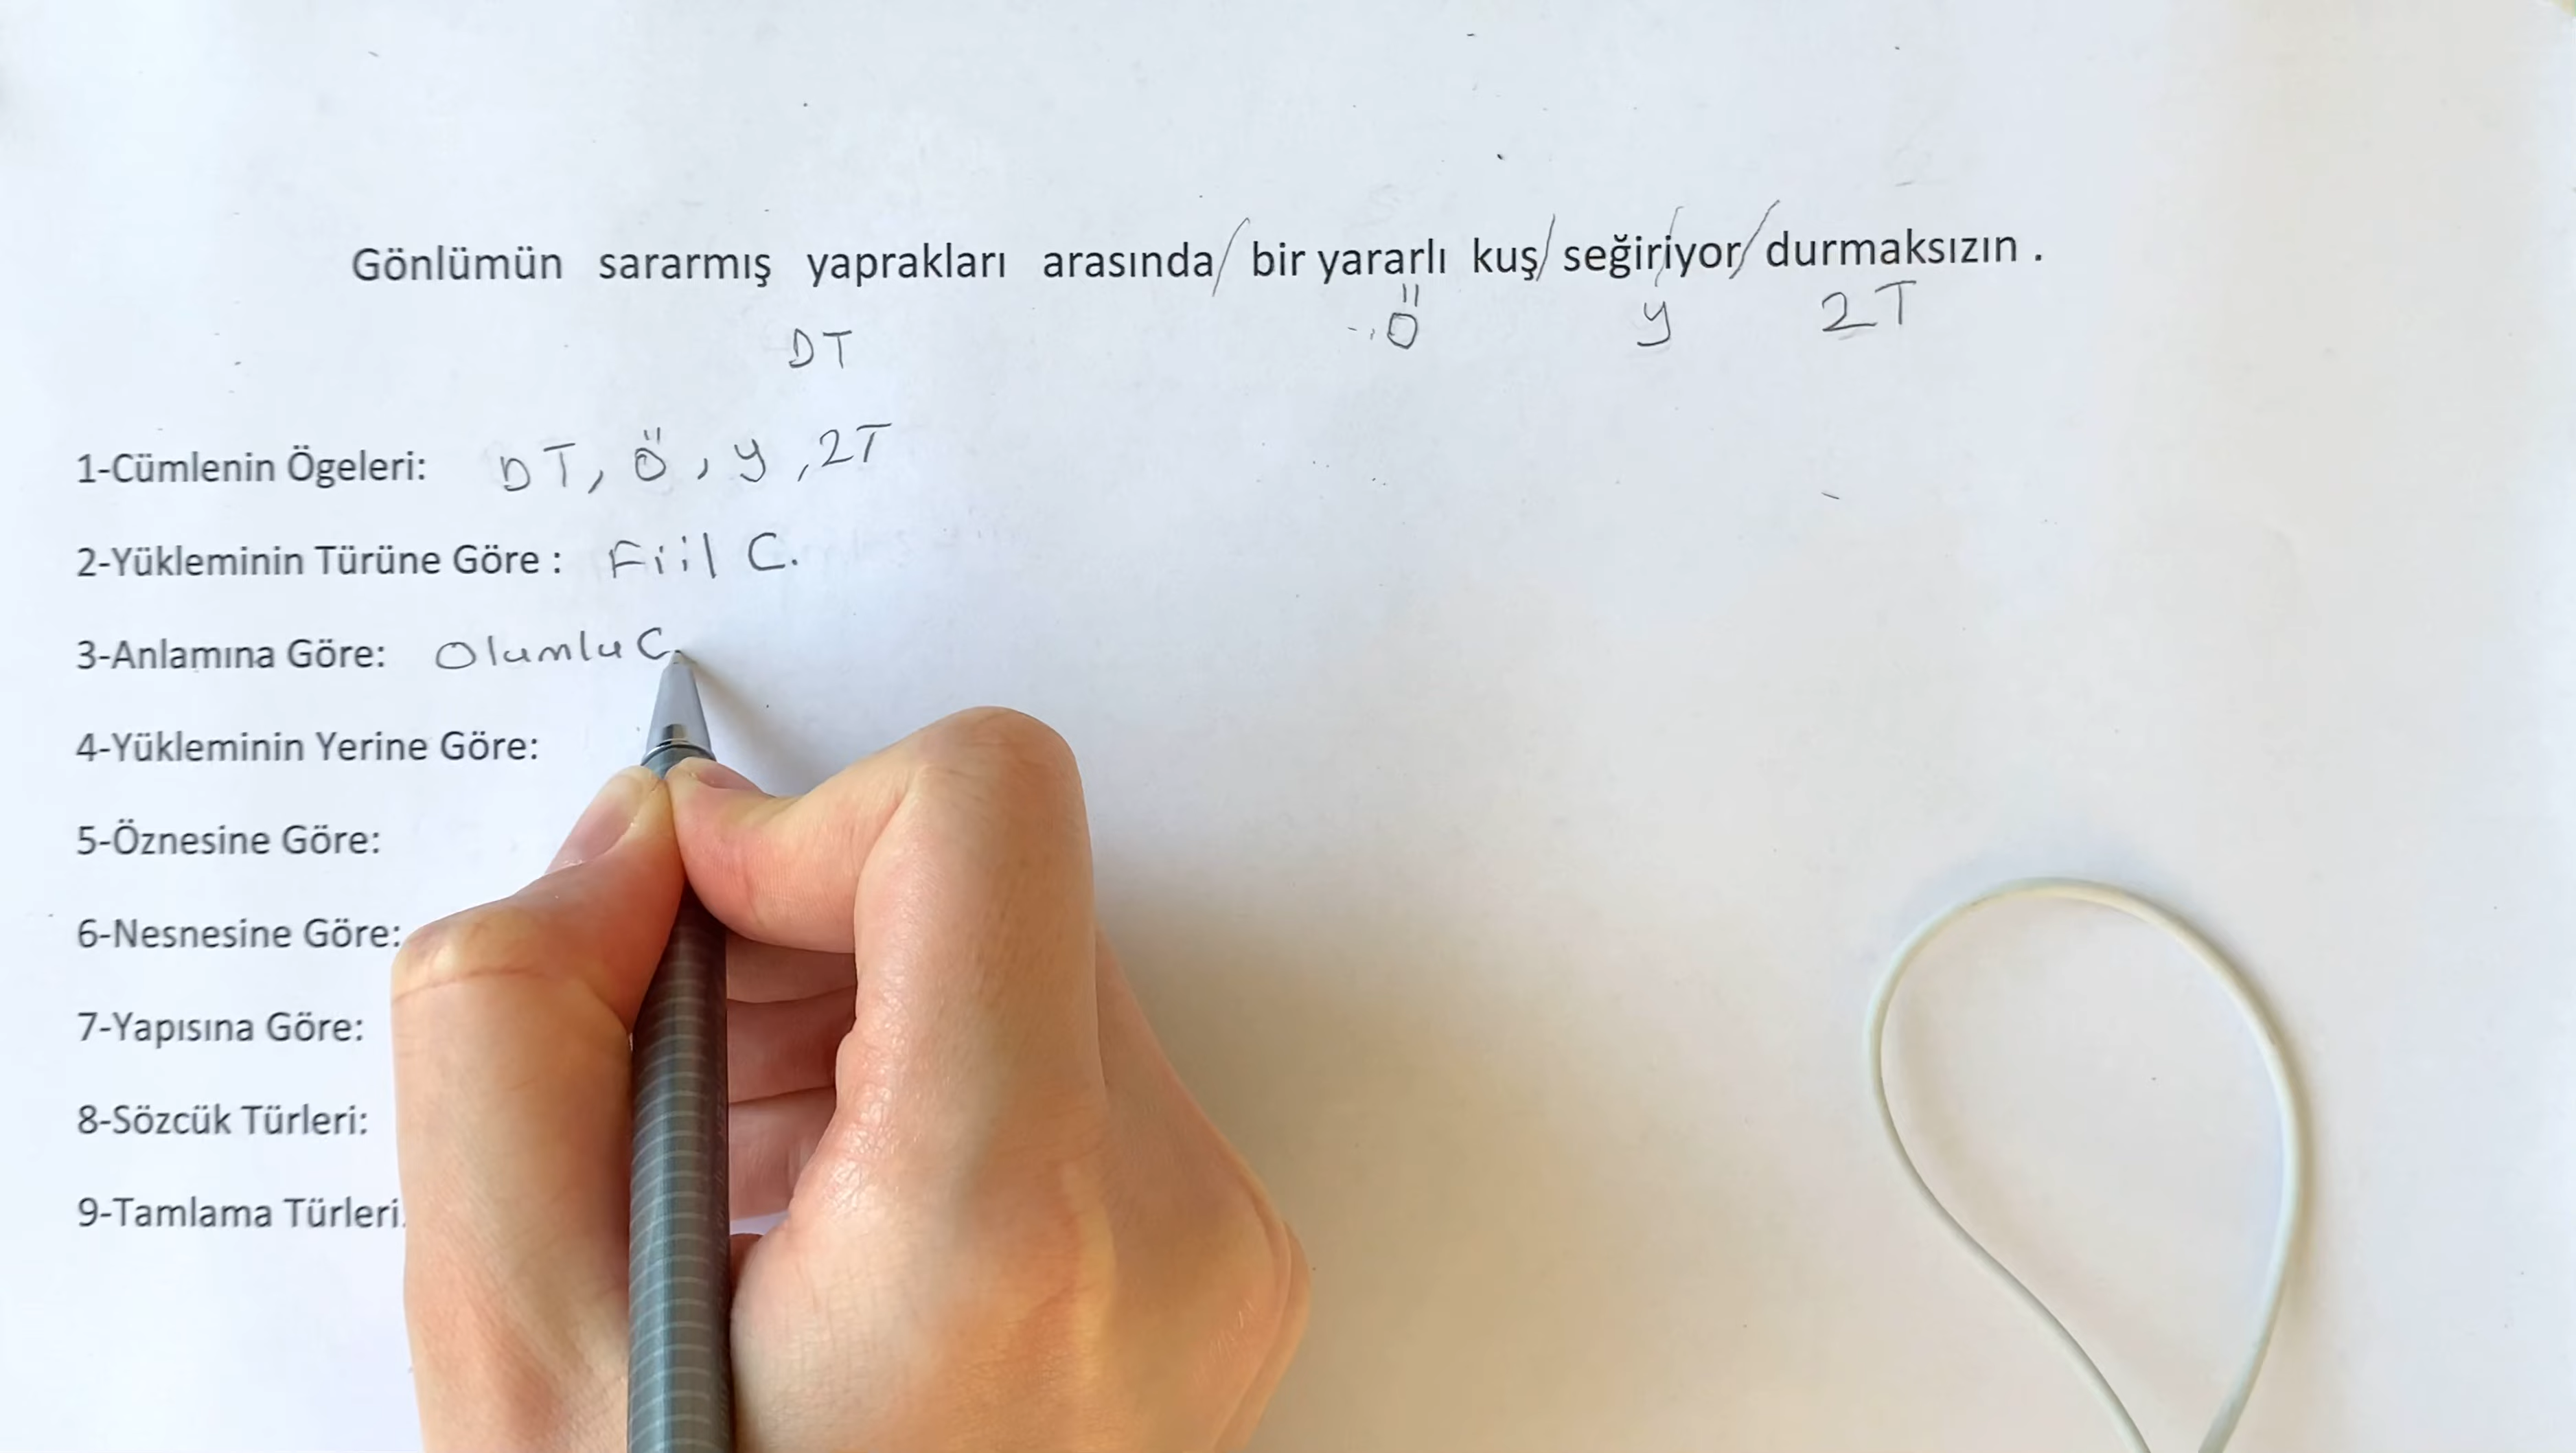 Gönlümün sararmış yaprakları arasında/ bir yararlı kuş/ seğiriyor/ durmaksızın .
DT Ö y 2T
1-Cümlenin Ögeleri: DT, Ö, y, 2T
2-Yükleminin Türüne Göre : Fiil C.
3-Anlamına Göre: Olumlu C.
4-Yükleminin Yerine Göre:
5-Öznesine Göre:
6-Nesnesine Göre:
7-Yapısına Göre:
8-Sözcük Türleri:
9-Tamlama Türleri